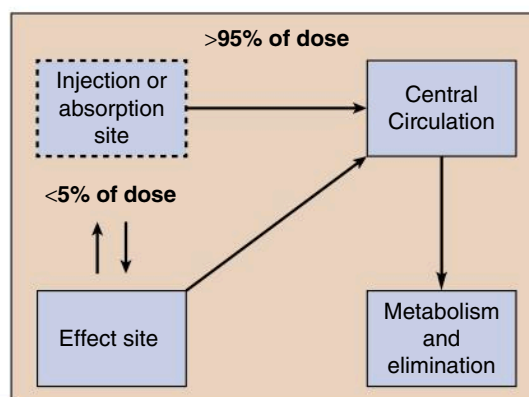 >95% of dose
Injection or
absorption
site
Central
Circulation
<5% of dose
Effect site
Metabolism
and
elimination